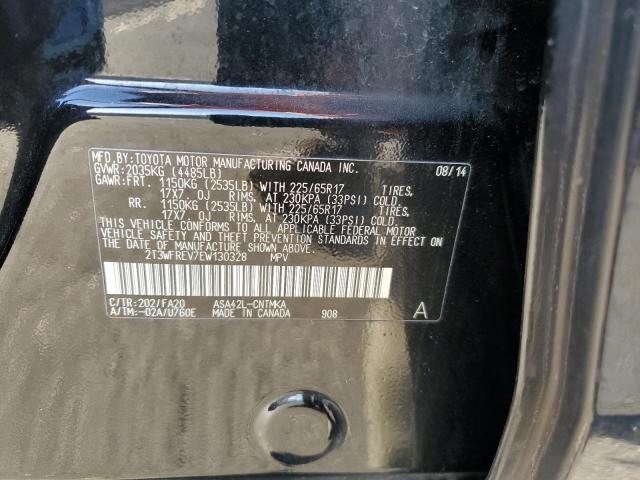 MFD.BY:TOYOTA MOTOR MANUFACTURING CANADA INC. 08/14
GVWR:2035KG (4485LB)
GAWR:FRT. 1150KG (2535LB) WITH 225/65R17 TIRES,
17X7 0J RIMS, AT 230KPA (33PSI) COLD
RR. 1150KG (2535LB) WITH 225/65R17 TIRES,
17X7 0J RIMS, AT 230KPA (33PSI) COLD.
THIS VEHICLE CONFORMS TO ALL APPLICABLE FEDERAL MOTOR
VEHICLE SAFETY AND THEFT PREVENTION STANDARDS IN EFFECT ON
THE DATE OF MANUFACTURE SHOWN ABOVE.
2T3WFREV7EW130328 MPV
C/TR:202/FA20 ASA42L-CNTMKA A
A/TM:-02A/U760E MADE IN CANADA 908